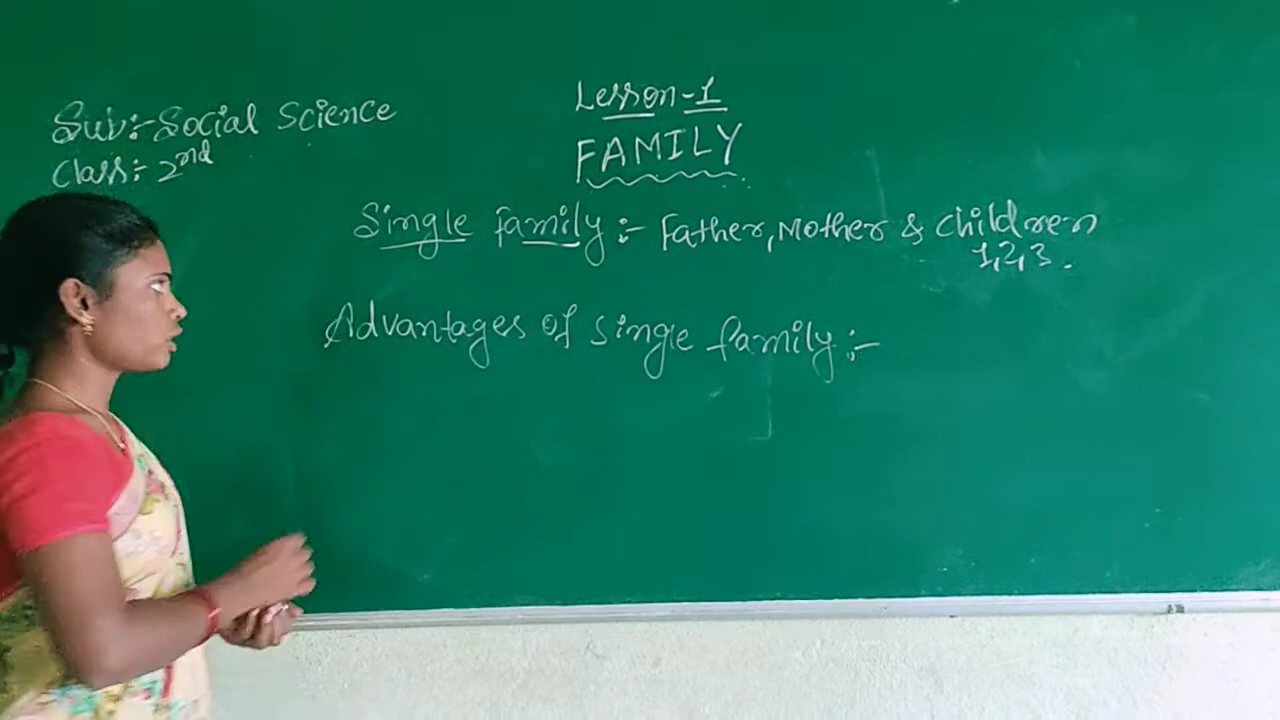 Sub:- Social Science
Class:- 2nd
Lesson-1
FAMILY
Single family :- Father, Mother & children
1,2,3.
Advantages of single family :-